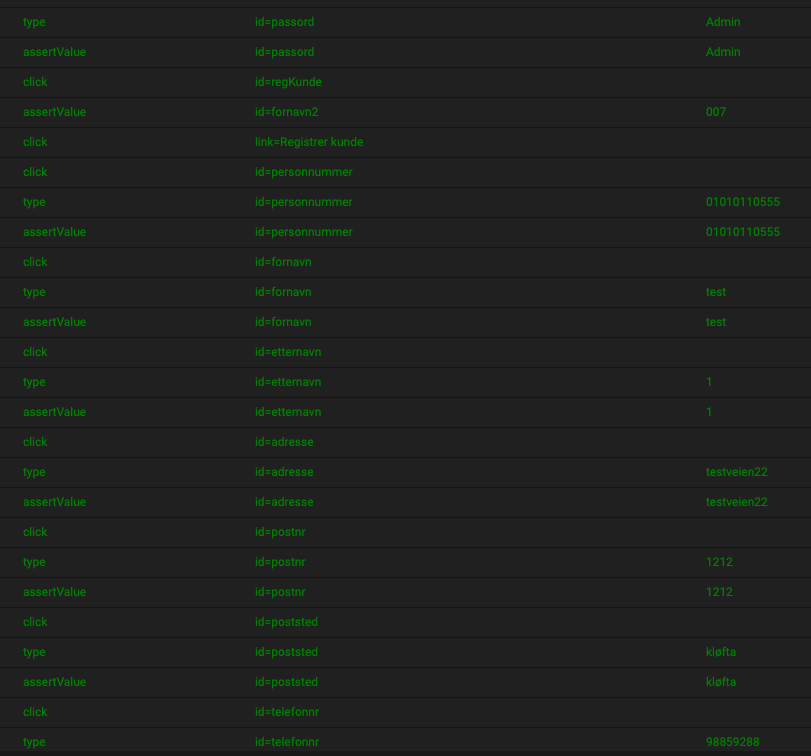 type id=passord Admin
assertValue id=passord Admin
click id=regKunde
assertValue id=fornavn2 007
click link=Registrer kunde
click id=personnummer
type id=personnummer 01010110555
assertValue id=personnummer 01010110555
click id=fornavn
type id=fornavn test
assertValue id=fornavn test
click id=etternavn
type id=etternavn 1
assertValue id=etternavn 1
click id=adresse
type id=adresse testveien22
assertValue id=adresse testveien22
click id=postnr
type id=postnr 1212
assertValue id=postnr 1212
click id=poststed
type id=poststed kløfta
assertValue id=poststed kløfta
click id=telefonnr
type id=telefonnr 98859288